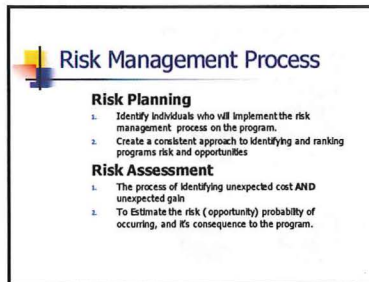 Risk Management Process
Risk Planning
1. Identify individuals who will implement the risk
management process on the program.
2. Create a consistent approach to identifying and ranking
programs risk and opportunities
Risk Assessment
1. The process of identifying unexpected cost AND
unexpected gain
2. To Estimate the risk ( opportunity) probability of
occurring, and it's consequence to the program.